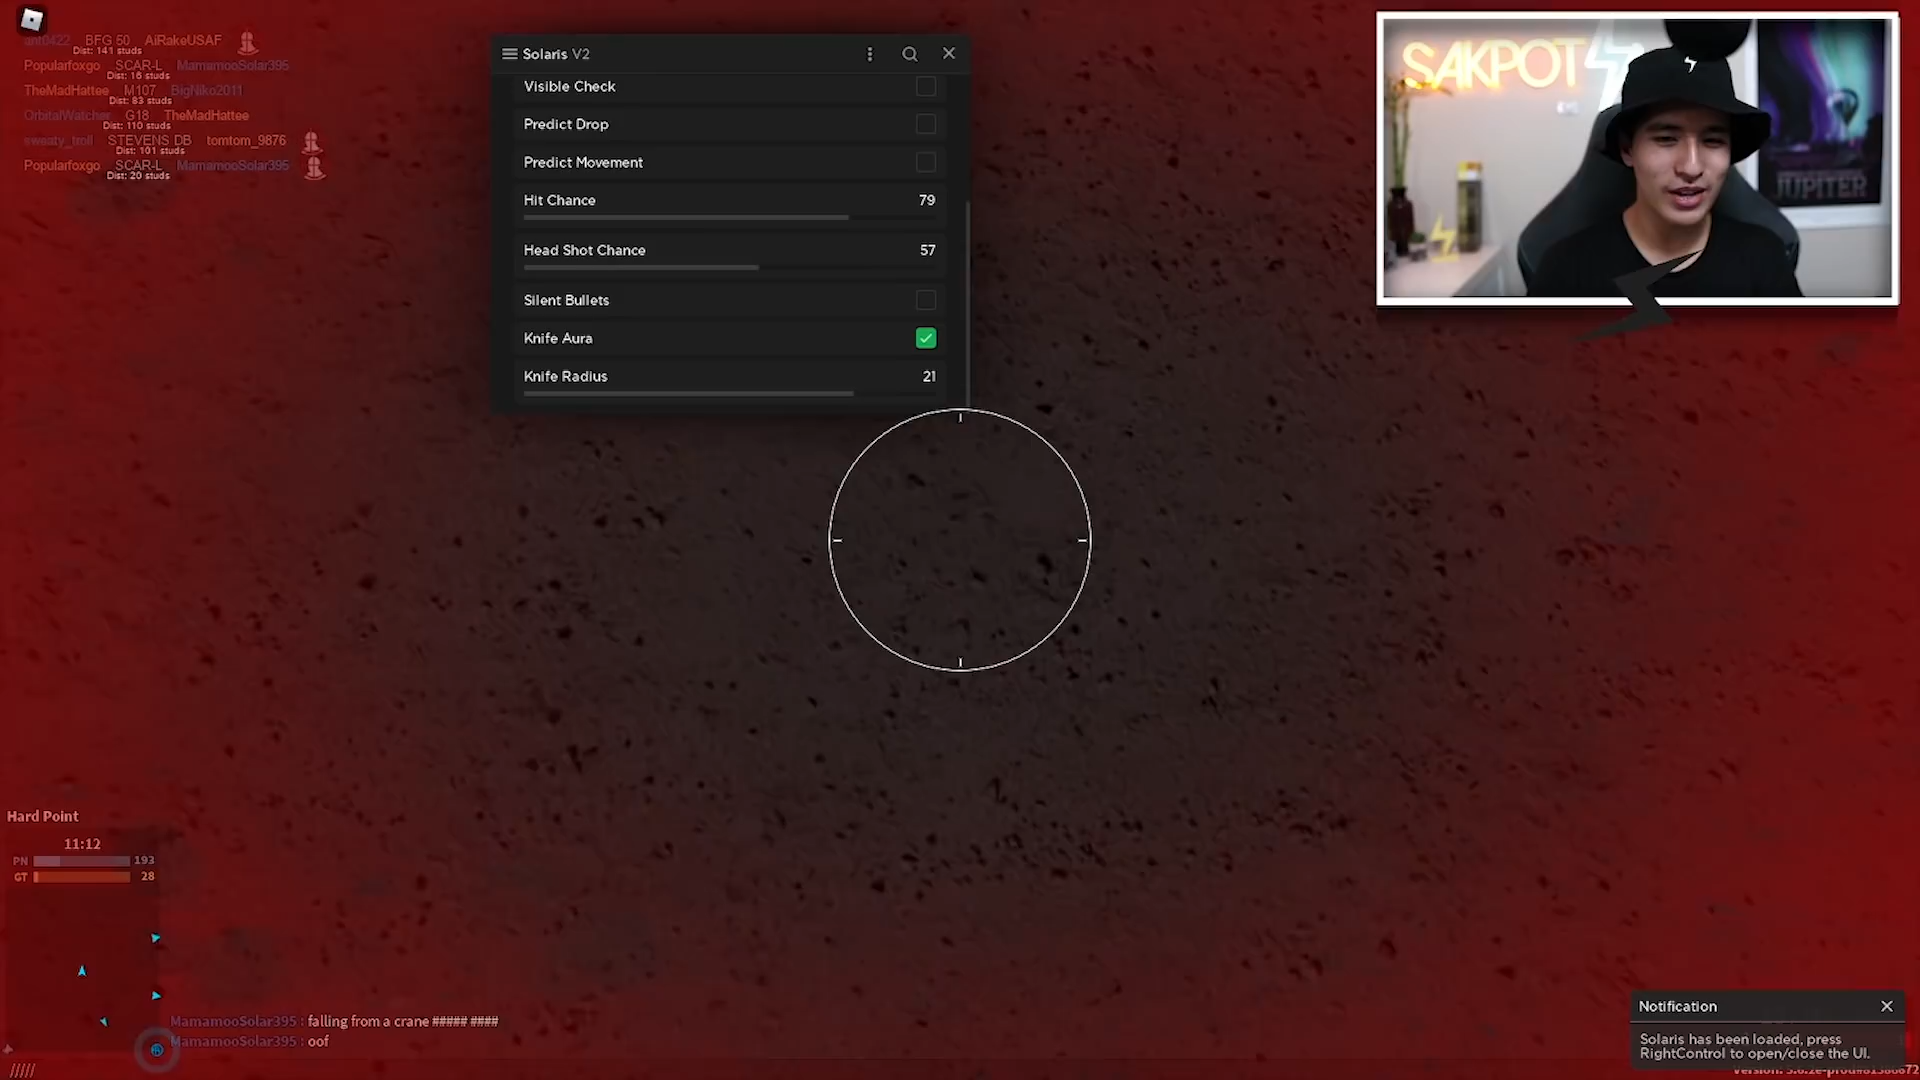 ant0422 BFG 50 AiRakeUSAF
Dist: 141 studs
Popularfoxgo SCAR-L MamamooSolar395
Dist: 16 studs
TheMadHattee M107 BigNiko2011
Dist: 83 studs
OrbitalWatcher G18 TheMadHattee
Dist: 110 studs
sweaty_troll STEVENS DB tomtom_9876
Dist: 101 studs
Popularfoxgo SCAR-L MamamooSolar395
Dist: 20 studs
Solaris V2
Visible Check
Predict Drop
Predict Movement
Hit Chance 79
Head Shot Chance 57
Silent Bullets
Knife Aura
Knife Radius 21
SAKPOT
JUPITER
Hard Point
11:12
PN 193
GT 28
MamamooSolar395 : falling from a crane ##### ####
MamamooSolar395 : oof
/////
Notification
Solaris has been loaded, press
RightControl to open/close the UI.